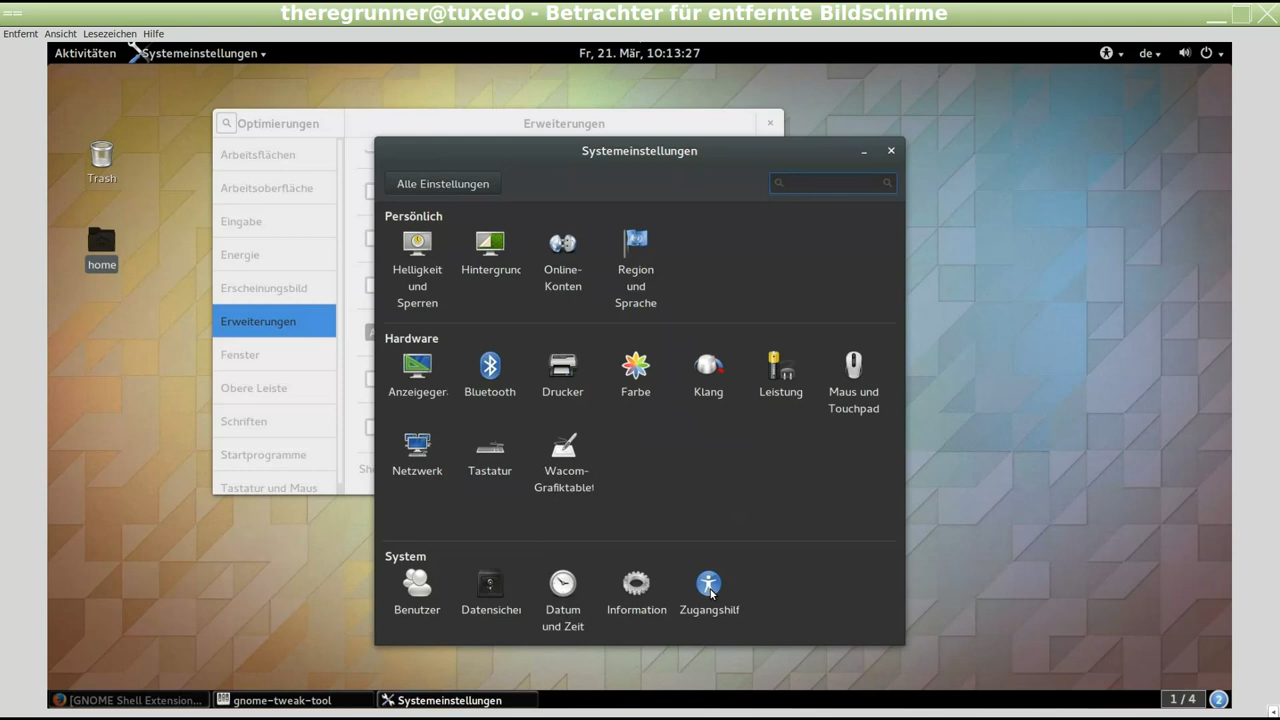 theregrunner@tuxedo - Betrachter für entfernte Bildschirme
Entfernt Ansicht Lesezeichen Hilfe
Aktivitäten Systemeinstellungen Fr, 21. Mär, 10:13:27 de
Optimierungen Erweiterungen
Trash
home
Arbeitsflächen
Arbeitsoberfläche
Eingabe
Energie
Erscheinungsbild
Erweiterungen
Fenster
Obere Leiste
Schriften
Startprogramme
Tastatur und Maus
She
Systemeinstellungen
Alle Einstellungen
Persönlich
Helligkeit und Sperren
Hintergrund
Online-Konten
Region und Sprache
Hardware
Anzeigeger
Bluetooth
Drucker
Farbe
Klang
Leistung
Maus und Touchpad
Netzwerk
Tastatur
Wacom-Grafiktablet
System
Benutzer
Datensicher
Datum und Zeit
Information
Zugangshilf
[GNOME Shell Extension... gnome-tweak-tool Systemeinstellungen 1 / 4 2